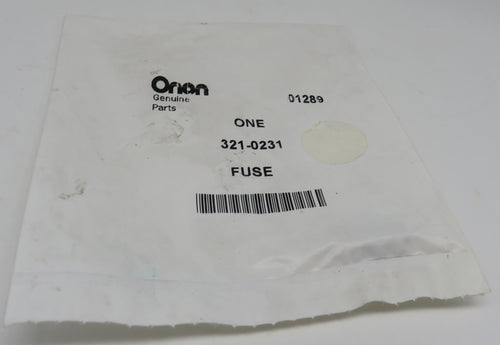 Onan
Genuine
Parts
01289
ONE
321-0231
FUSE